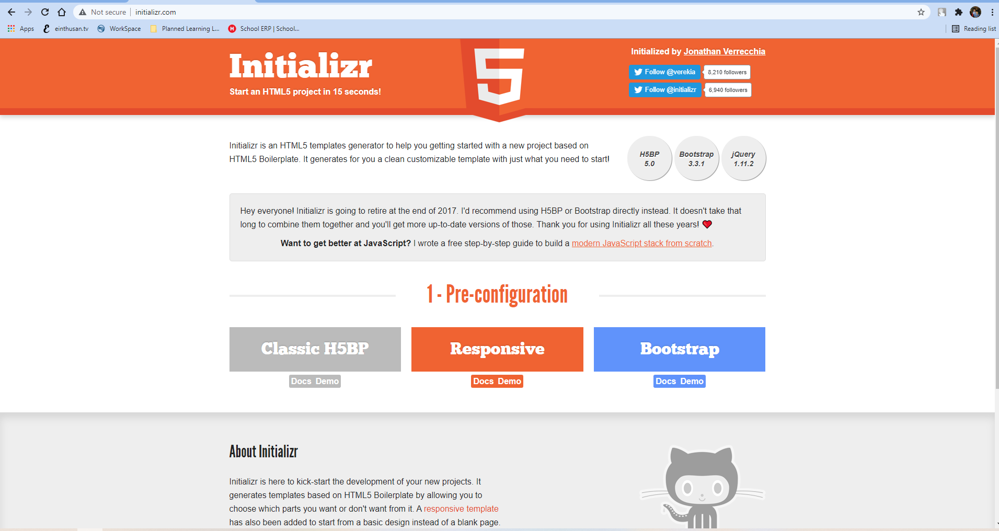 Not secure initializr.com
Apps einthusan.tv WorkSpace Planned Learning L... School ERP | School... Reading list
Initializr
Start an HTML5 project in 15 seconds!
5
Initialized by Jonathan Verrecchia
Follow @verekia 8,210 followers
Follow @initializr 6,940 followers
Initializr is an HTML5 templates generator to help you getting started with a new project based on
HTML5 Boilerplate. It generates for you a clean customizable template with just what you need to start!
H5BP
5.0
Bootstrap
3.3.1
jQuery
1.11.2
Hey everyone! Initializr is going to retire at the end of 2017. I'd recommend using H5BP or Bootstrap directly instead. It doesn't take that
long to combine them together and you'll get more up-to-date versions of those. Thank you for using Initializr all these years!
Want to get better at JavaScript? I wrote a free step-by-step guide to build a modern JavaScript stack from scratch.
1 - Pre-configuration
Classic H5BP
Docs Demo
Responsive
Docs Demo
Bootstrap
Docs Demo
About Initializr
Initializr is here to kick-start the development of your new projects. It
generates templates based on HTML5 Boilerplate by allowing you to
choose which parts you want or don't want from it. A responsive template
has also been added to start from a basic design instead of a blank page.